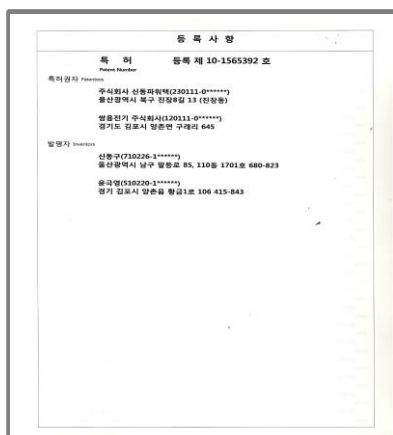 등 록 사 항
특 허 등록 제 10-1565392 호
Patent Number
특허권자 Patentees
주식회사 신동파워텍(230111-0******)
울산광역시 북구 진장8길 13 (진장동)
쌍용전기 주식회사(120111-0******)
경기도 김포시 양촌면 구래리 645
발명자 Inventors
신동구(710226-1******)
울산광역시 남구 말등로 85, 110동 1701호 680-823
윤극영(510220-1******)
경기 김포시 양촌읍 황금1로 106 415-843